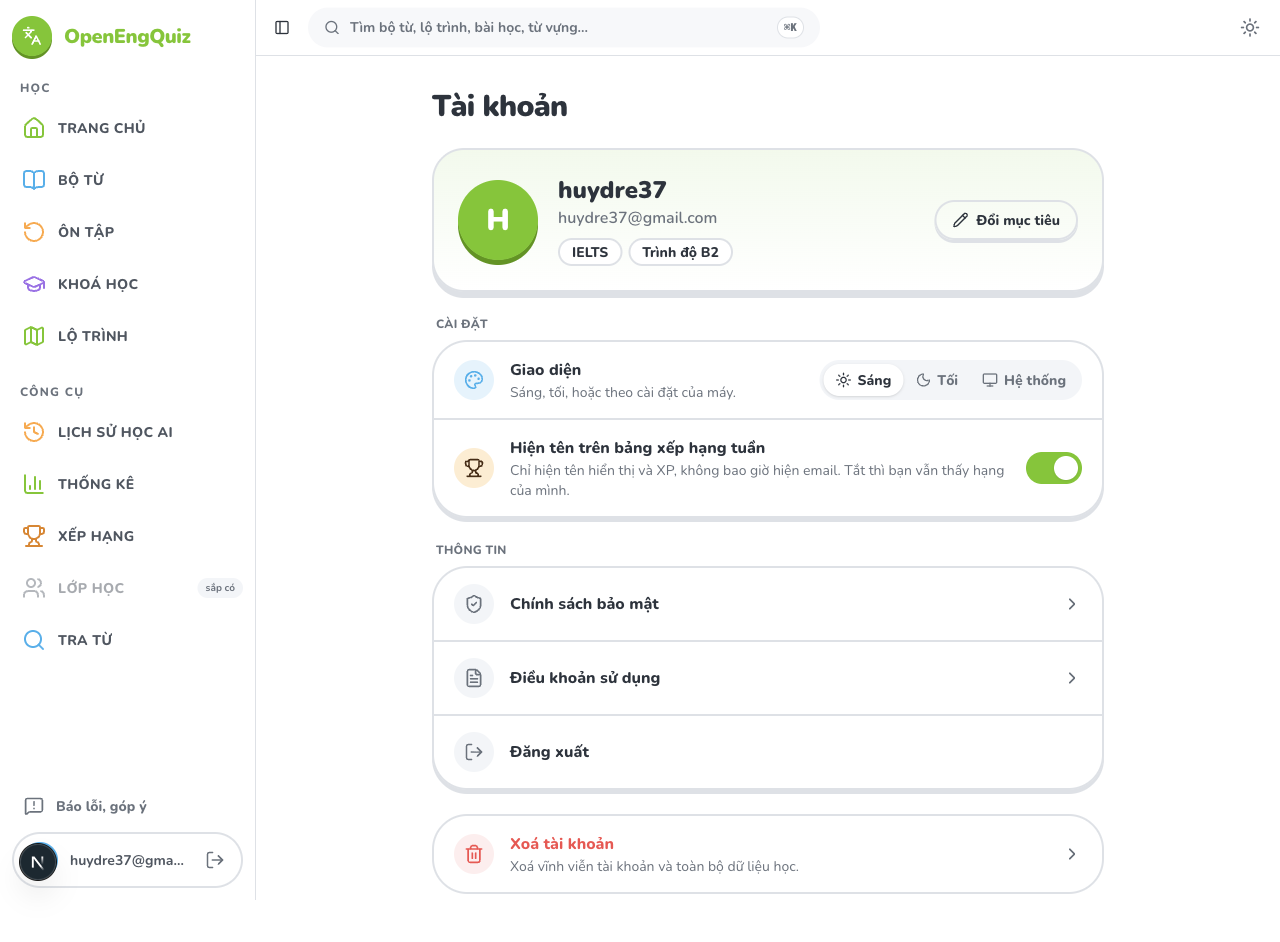 OpenEngQuiz
Tìm bộ từ, lộ trình, bài học, từ vựng...
⌘K
HỌC
TRANG CHỦ
BỘ TỪ
ÔN TẬP
KHOÁ HỌC
LỘ TRÌNH
CÔNG CỤ
LỊCH SỬ HỌC AI
THỐNG KÊ
XẾP HẠNG
LỚP HỌC
sắp có
TRA TỪ
Báo lỗi, góp ý
N
huydre37@gma...
Tài khoản
H
huydre37
huydre37@gmail.com
IELTS
Trình độ B2
Đổi mục tiêu
CÀI ĐẶT
Giao diện
Sáng, tối, hoặc theo cài đặt của máy.
Sáng
Tối
Hệ thống
Hiện tên trên bảng xếp hạng tuần
Chỉ hiện tên hiển thị và XP, không bao giờ hiện email. Tắt thì bạn vẫn thấy hạng
của mình.
THÔNG TIN
Chính sách bảo mật
Điều khoản sử dụng
Đăng xuất
Xoá tài khoản
Xoá vĩnh viễn tài khoản và toàn bộ dữ liệu học.